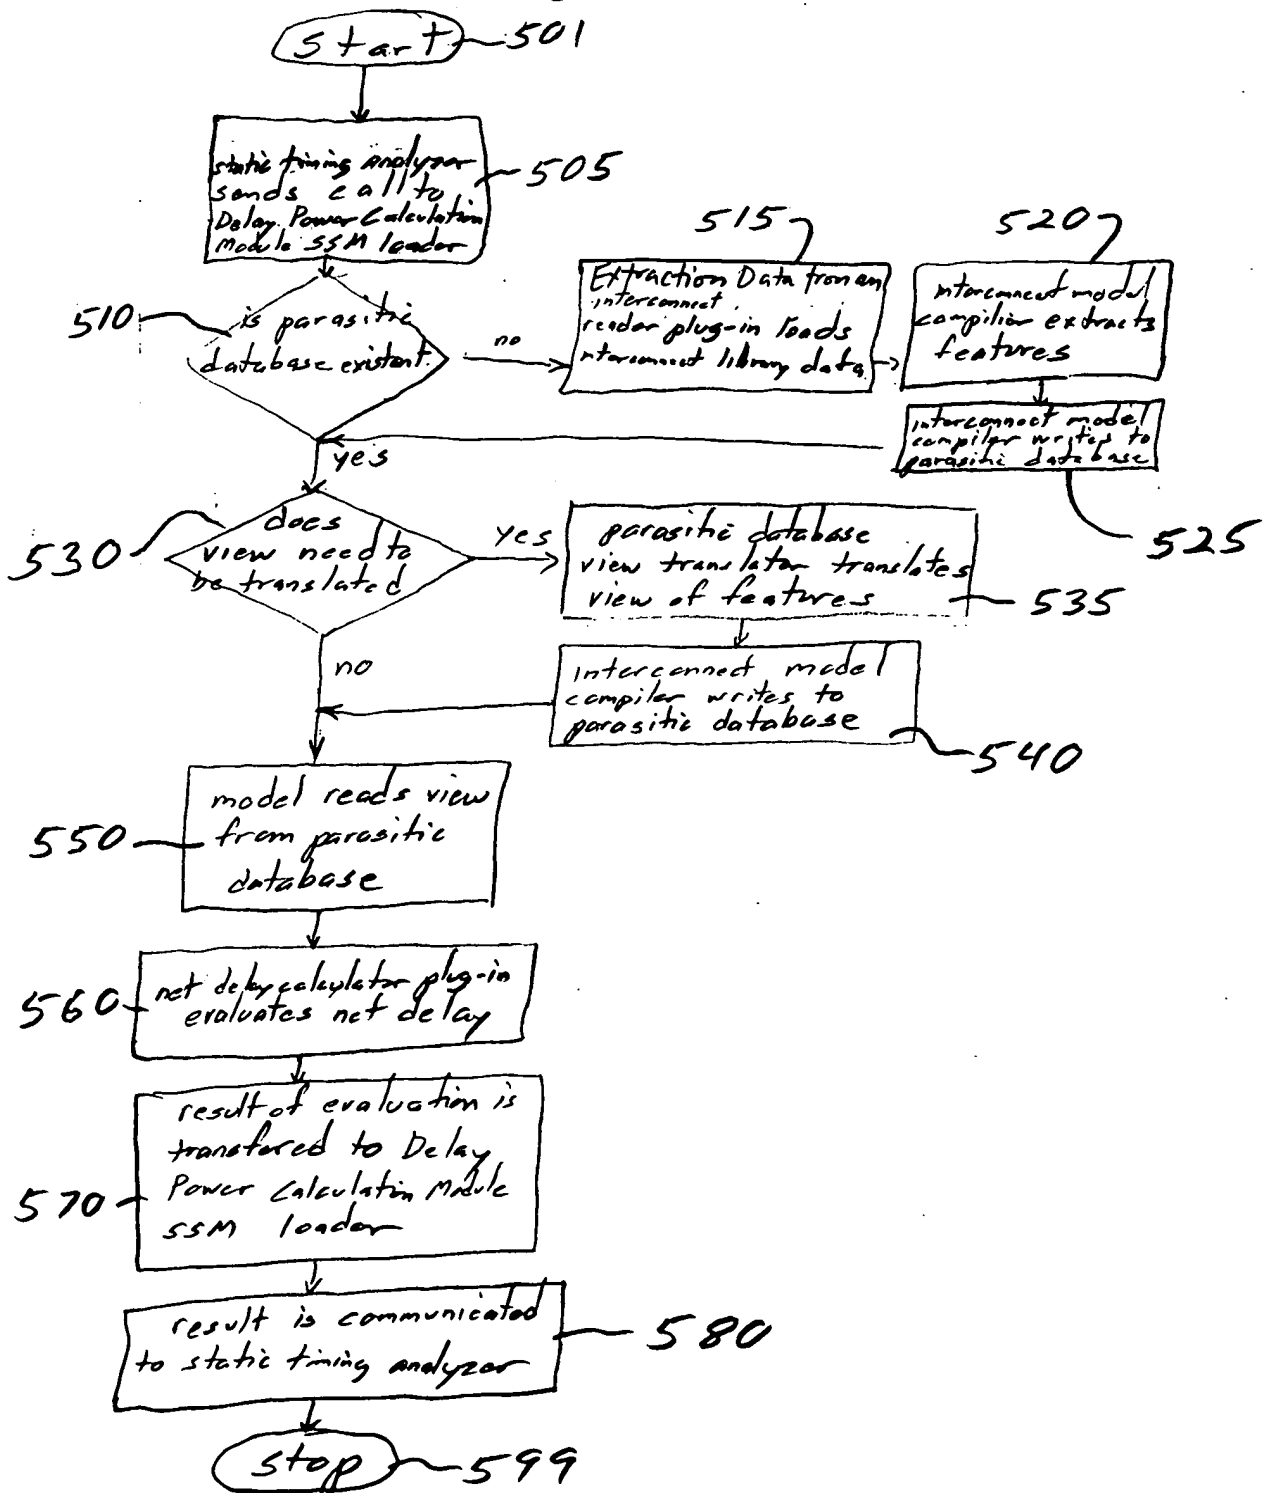 start
501
static timing analyzer
sends call to
Delay Power Calculation
Module SSM loader
505
515
520
Extraction Data from an
interconnect
reader plug-in loads
interconnect library data
interconnect model
compilier extracts
features
510
is parasitic
database existent
no
interconnect model
compiler writes to
parasitic database
yes
525
530
does
view need to
be translated
yes
parasitic database
view translator translates
view of features
535
no
interconnect model
compiler writes to
parasitic database
540
550
model reads view
from parasitic
database
560
net delay calculator plug-in
evaluates net delay
570
result of evaluation is
transfered to Delay
Power Calculatin Module
SSM loader
result is communicated
to static timing analyzer
580
stop
599